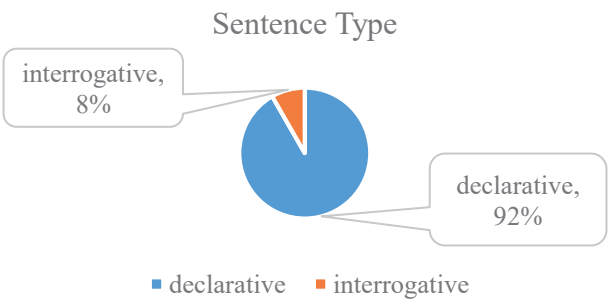 Sentence Type
interrogative,
8%
declarative,
92%
declarative interrogative